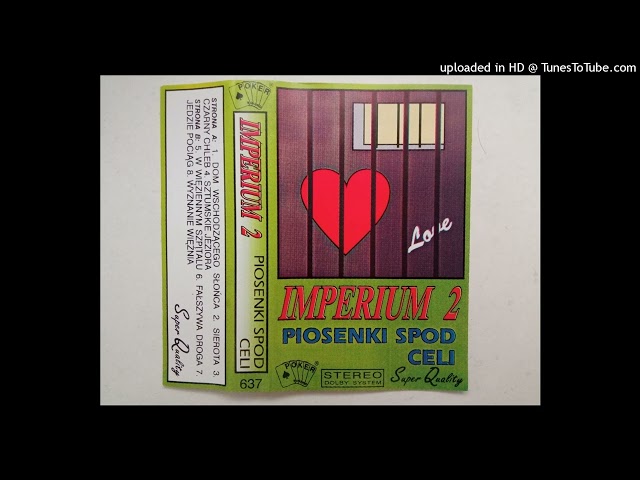 uploaded in HD @ TunesToTube.com
STRONA A: 1. DOM WSCHODZĄCEGO SŁOŃCA 2. SIEROTA 3.
CZARNY CHLEB 4. SZTUMSKIE JEZIORA
STRONA B: 5. W WIĘZIENNYM SZPITALU 6. FAŁSZYWA DROGA 7.
JEDZIE POCIĄG 8. WYZNANIE WIĘŹNIA
Super Quality
POKER
IMPERIUM 2
PIOSENKI SPOD
CELI
637
Love
IMPERIUM 2
PIOSENKI SPOD
CELI
POKER
STEREO
DOLBY SYSTEM
Super Quality